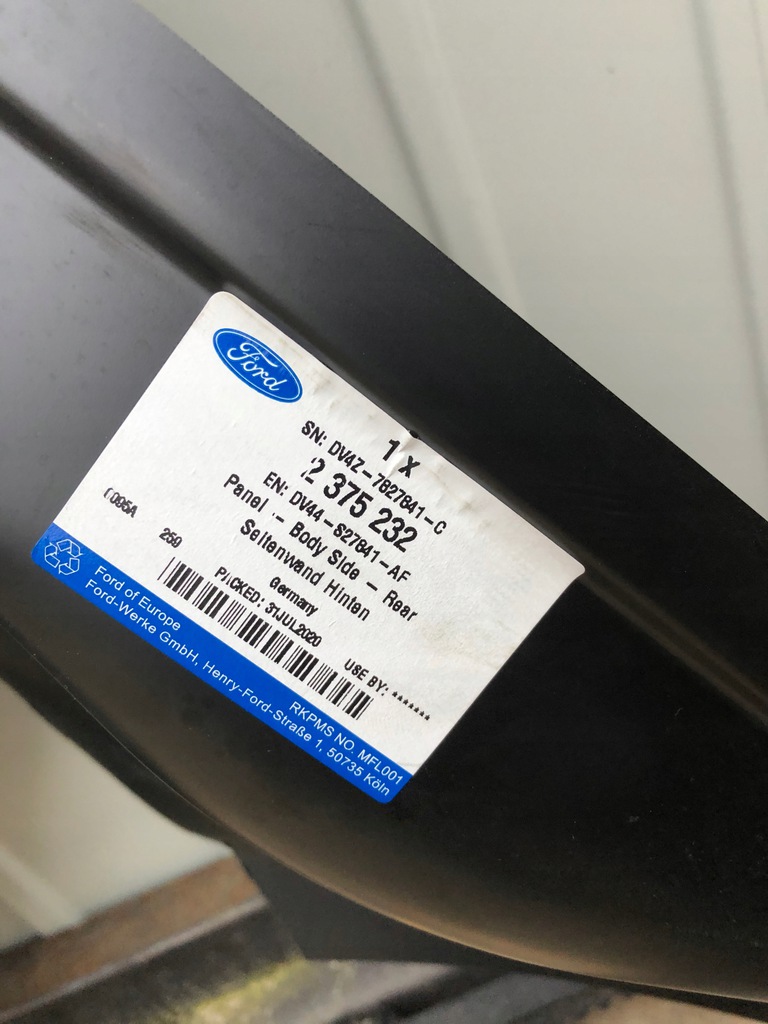 Ford
1 x
SN: DV4Z-7827841-C
2 375 232
EN: DV44-S27841-AF
Panel - Body Side - Rear
Seitenwand Hinten
Germany
250
PACKED: 31JUL2020
USE BY: *******
Ford of Europe
Ford-Werke GmbH, Henry-Ford-Straße 1, 50735 Köln
RKPMS NO. MFL001